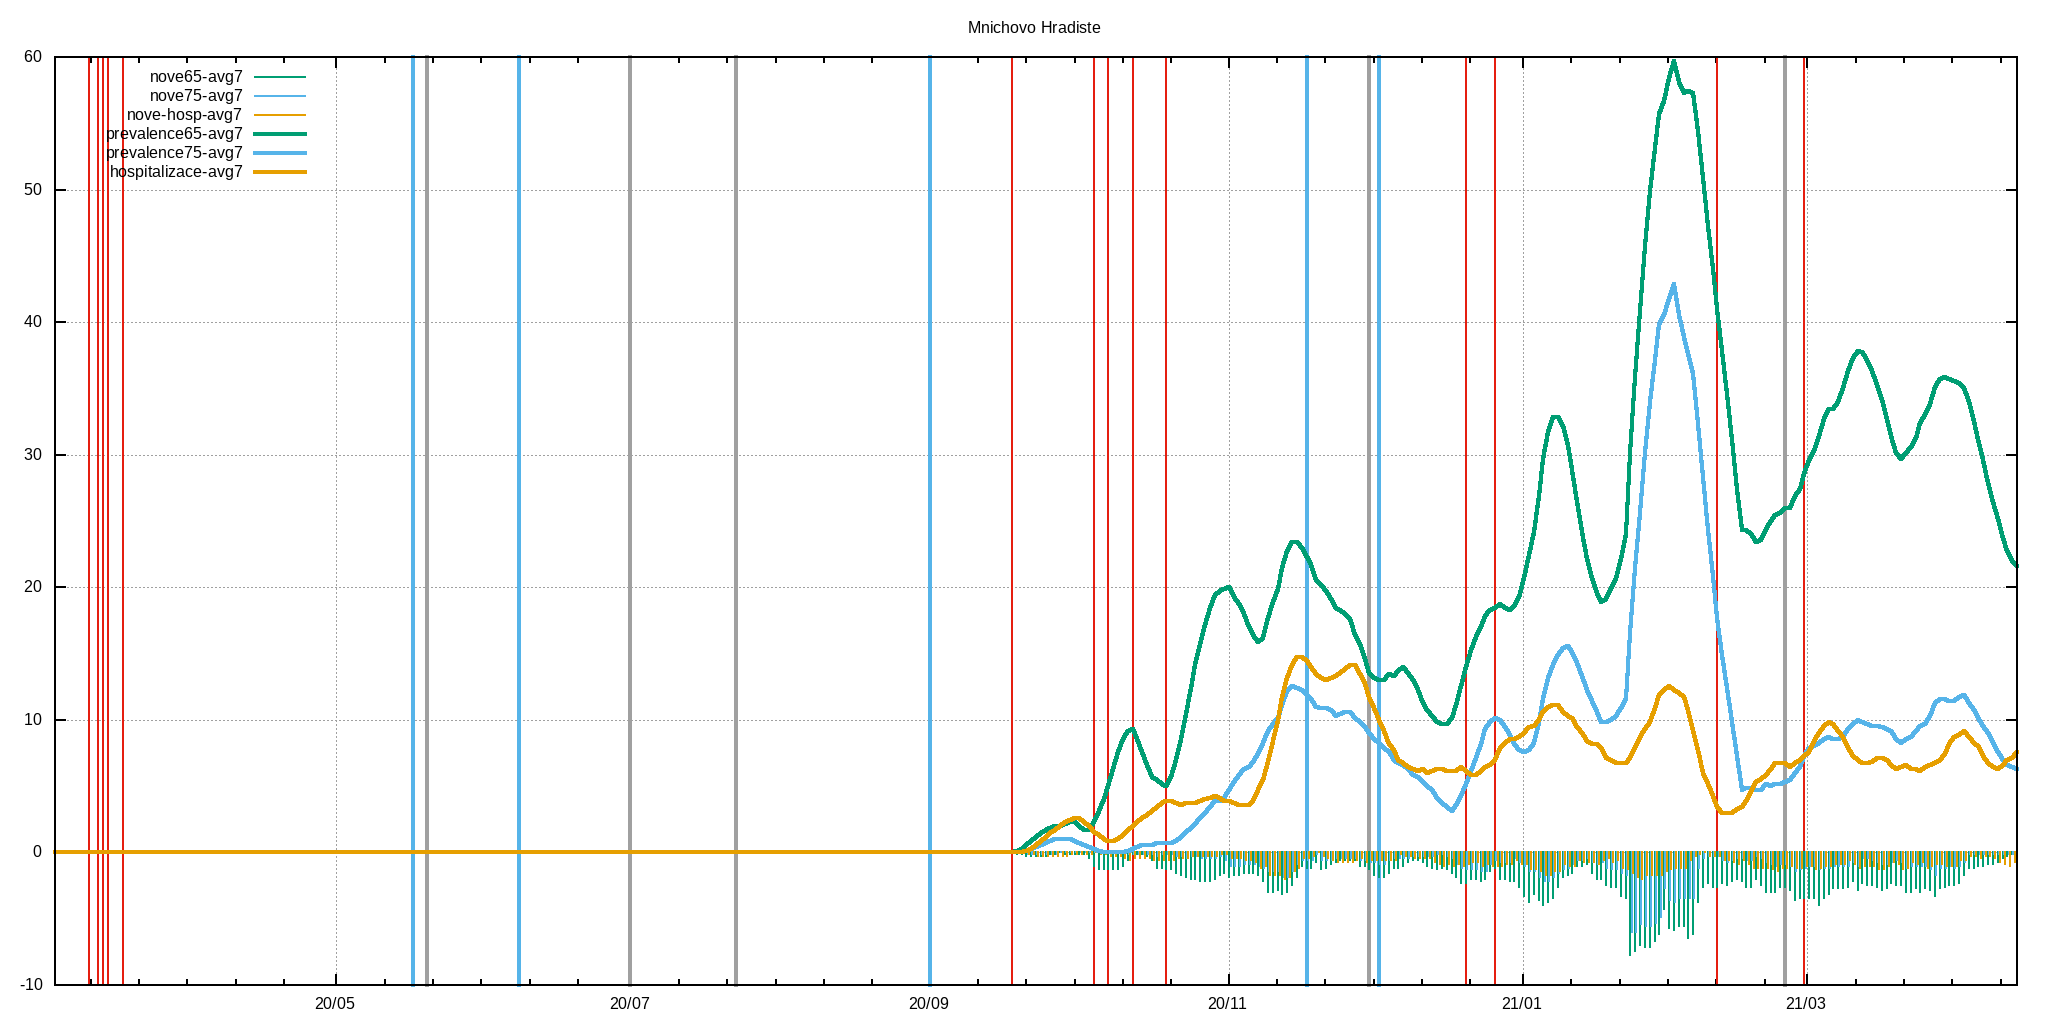 Mnichovo Hradiste
60
50
40
30
20
10
0
-10
nove65-avg7
nove75-avg7
nove-hosp-avg7
prevalence65-avg7
prevalence75-avg7
hospitalizace-avg7
20/05 20/07 20/09 20/11 21/01 21/03